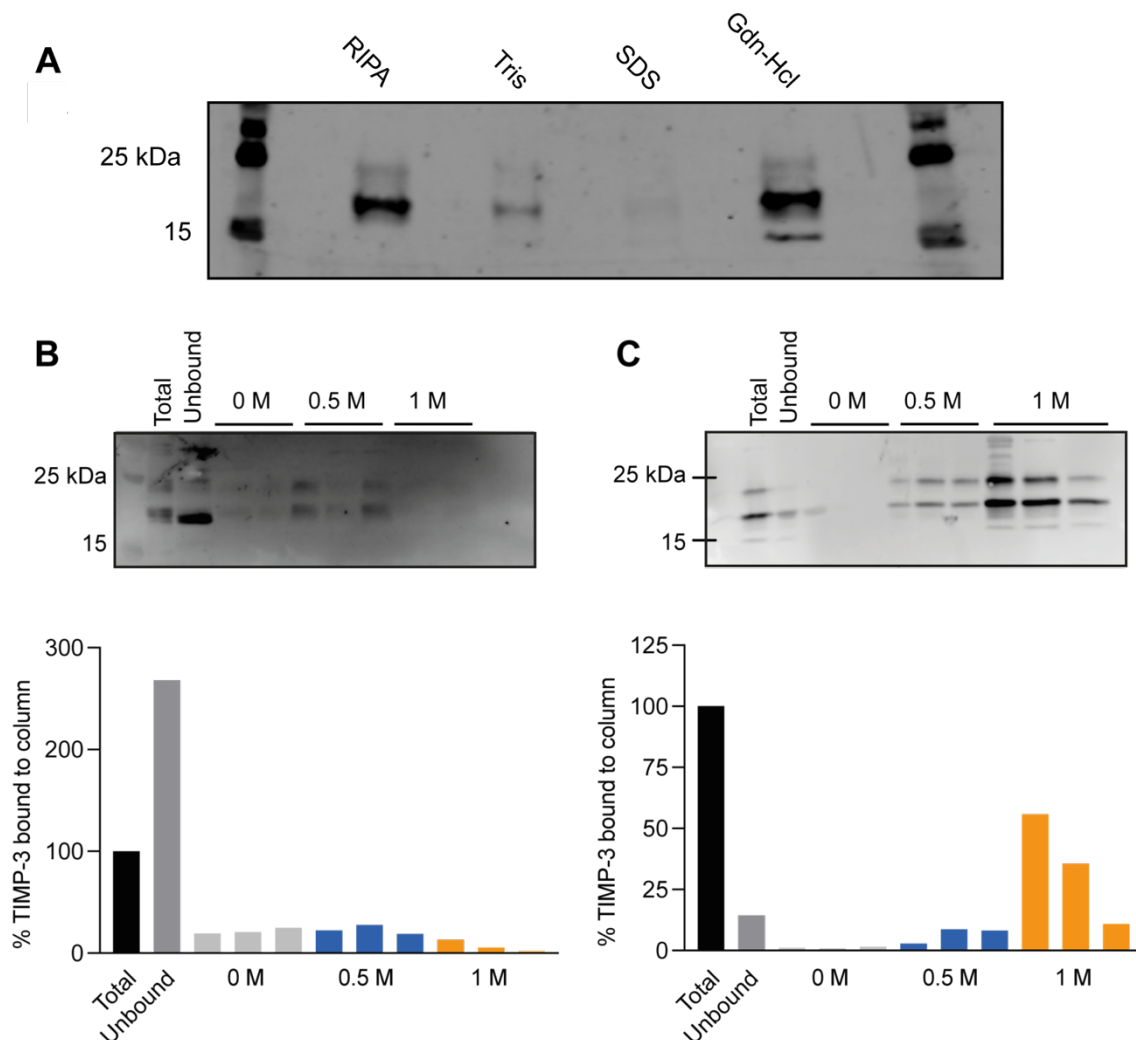 A
RIPA
Tris
SDS
Gdn-Hcl
25 kDa
15
B
Total
Unbound
0 M
0.5 M
1 M
25 kDa
15
300
200
100
0
% TIMP-3 bound to column
Total
Unbound
0 M
0.5 M
1 M
C
Total
Unbound
0 M
0.5 M
1 M
25 kDa
15
125
100
75
50
25
0
% TIMP-3 bound to column
Total
Unbound
0 M
0.5 M
1 M